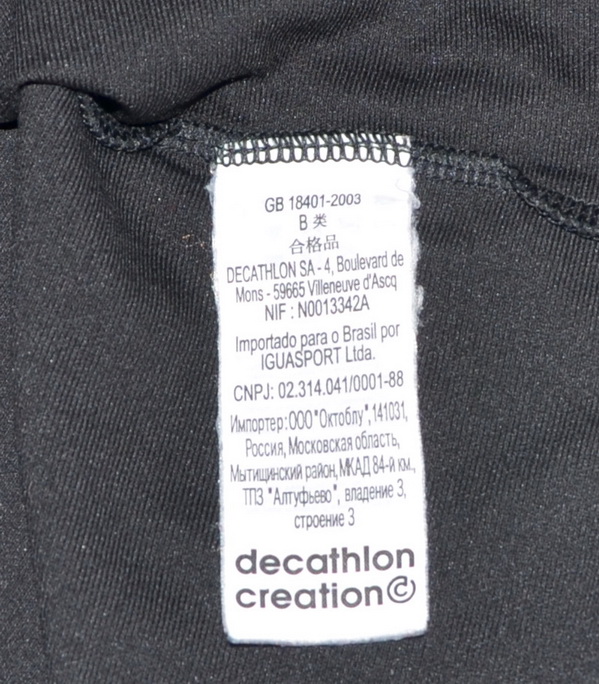 GB 18401-2003
B 类
合格品
DECATHLON SA - 4, Boulevard de
Mons - 59665 Villeneuve d'Ascq
NIF : N0013342A
Importado para o Brasil por
IGUASPORT Ltda.
CNPJ: 02.314.041/0001-88
Импортер:ООО "Октоблу", 141031,
Россия, Московская область,
Мытищинский район, МКАД 84-й км.,
ТПЗ "Алтуфьево", владение 3,
строение 3
decathlon
creation©